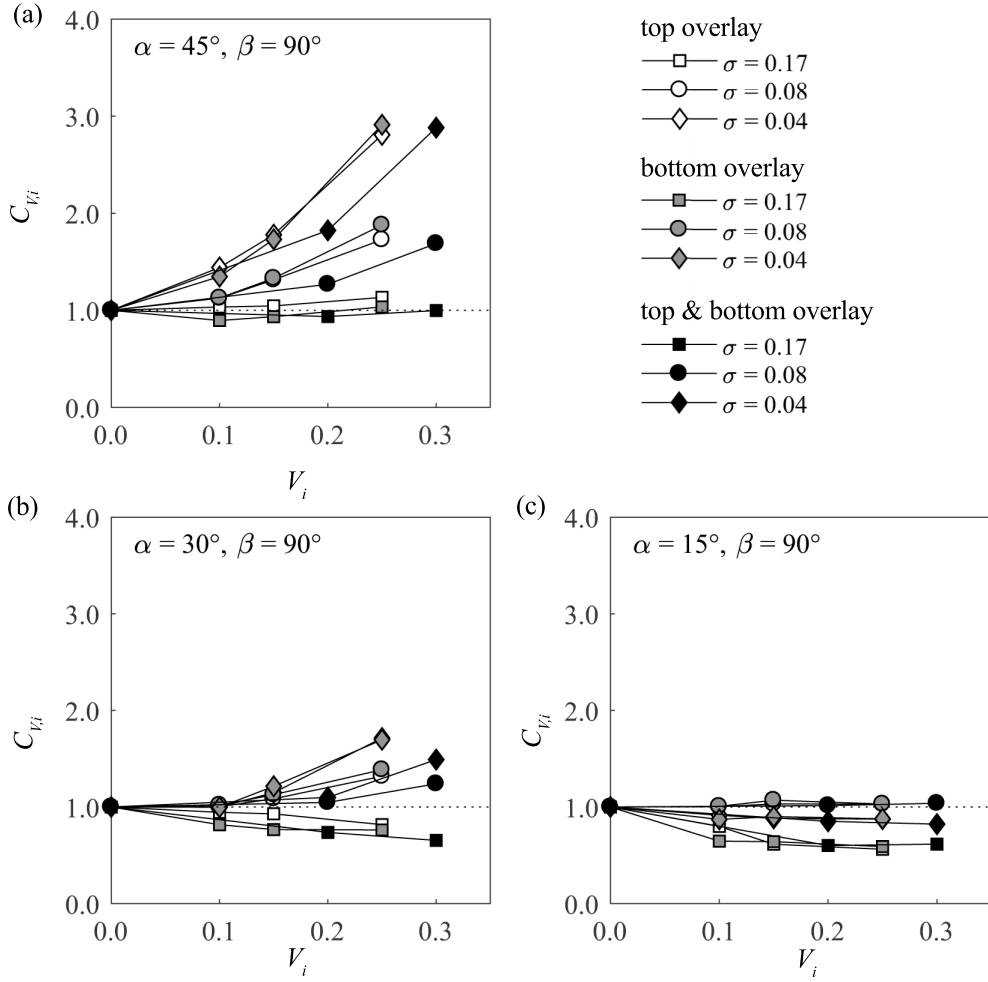 (a)
α = 45°, β = 90°
4.0
3.0
2.0
1.0
0.0
C_{V,i}
0.0 0.1 0.2 0.3
V_i
top overlay
σ = 0.17
σ = 0.08
σ = 0.04
bottom overlay
σ = 0.17
σ = 0.08
σ = 0.04
top & bottom overlay
σ = 0.17
σ = 0.08
σ = 0.04
(b)
α = 30°, β = 90°
4.0
3.0
2.0
1.0
0.0
C_{V,i}
0.0 0.1 0.2 0.3
V_i
(c)
α = 15°, β = 90°
4.0
3.0
2.0
1.0
0.0
C_{V,i}
0.0 0.1 0.2 0.3
V_i